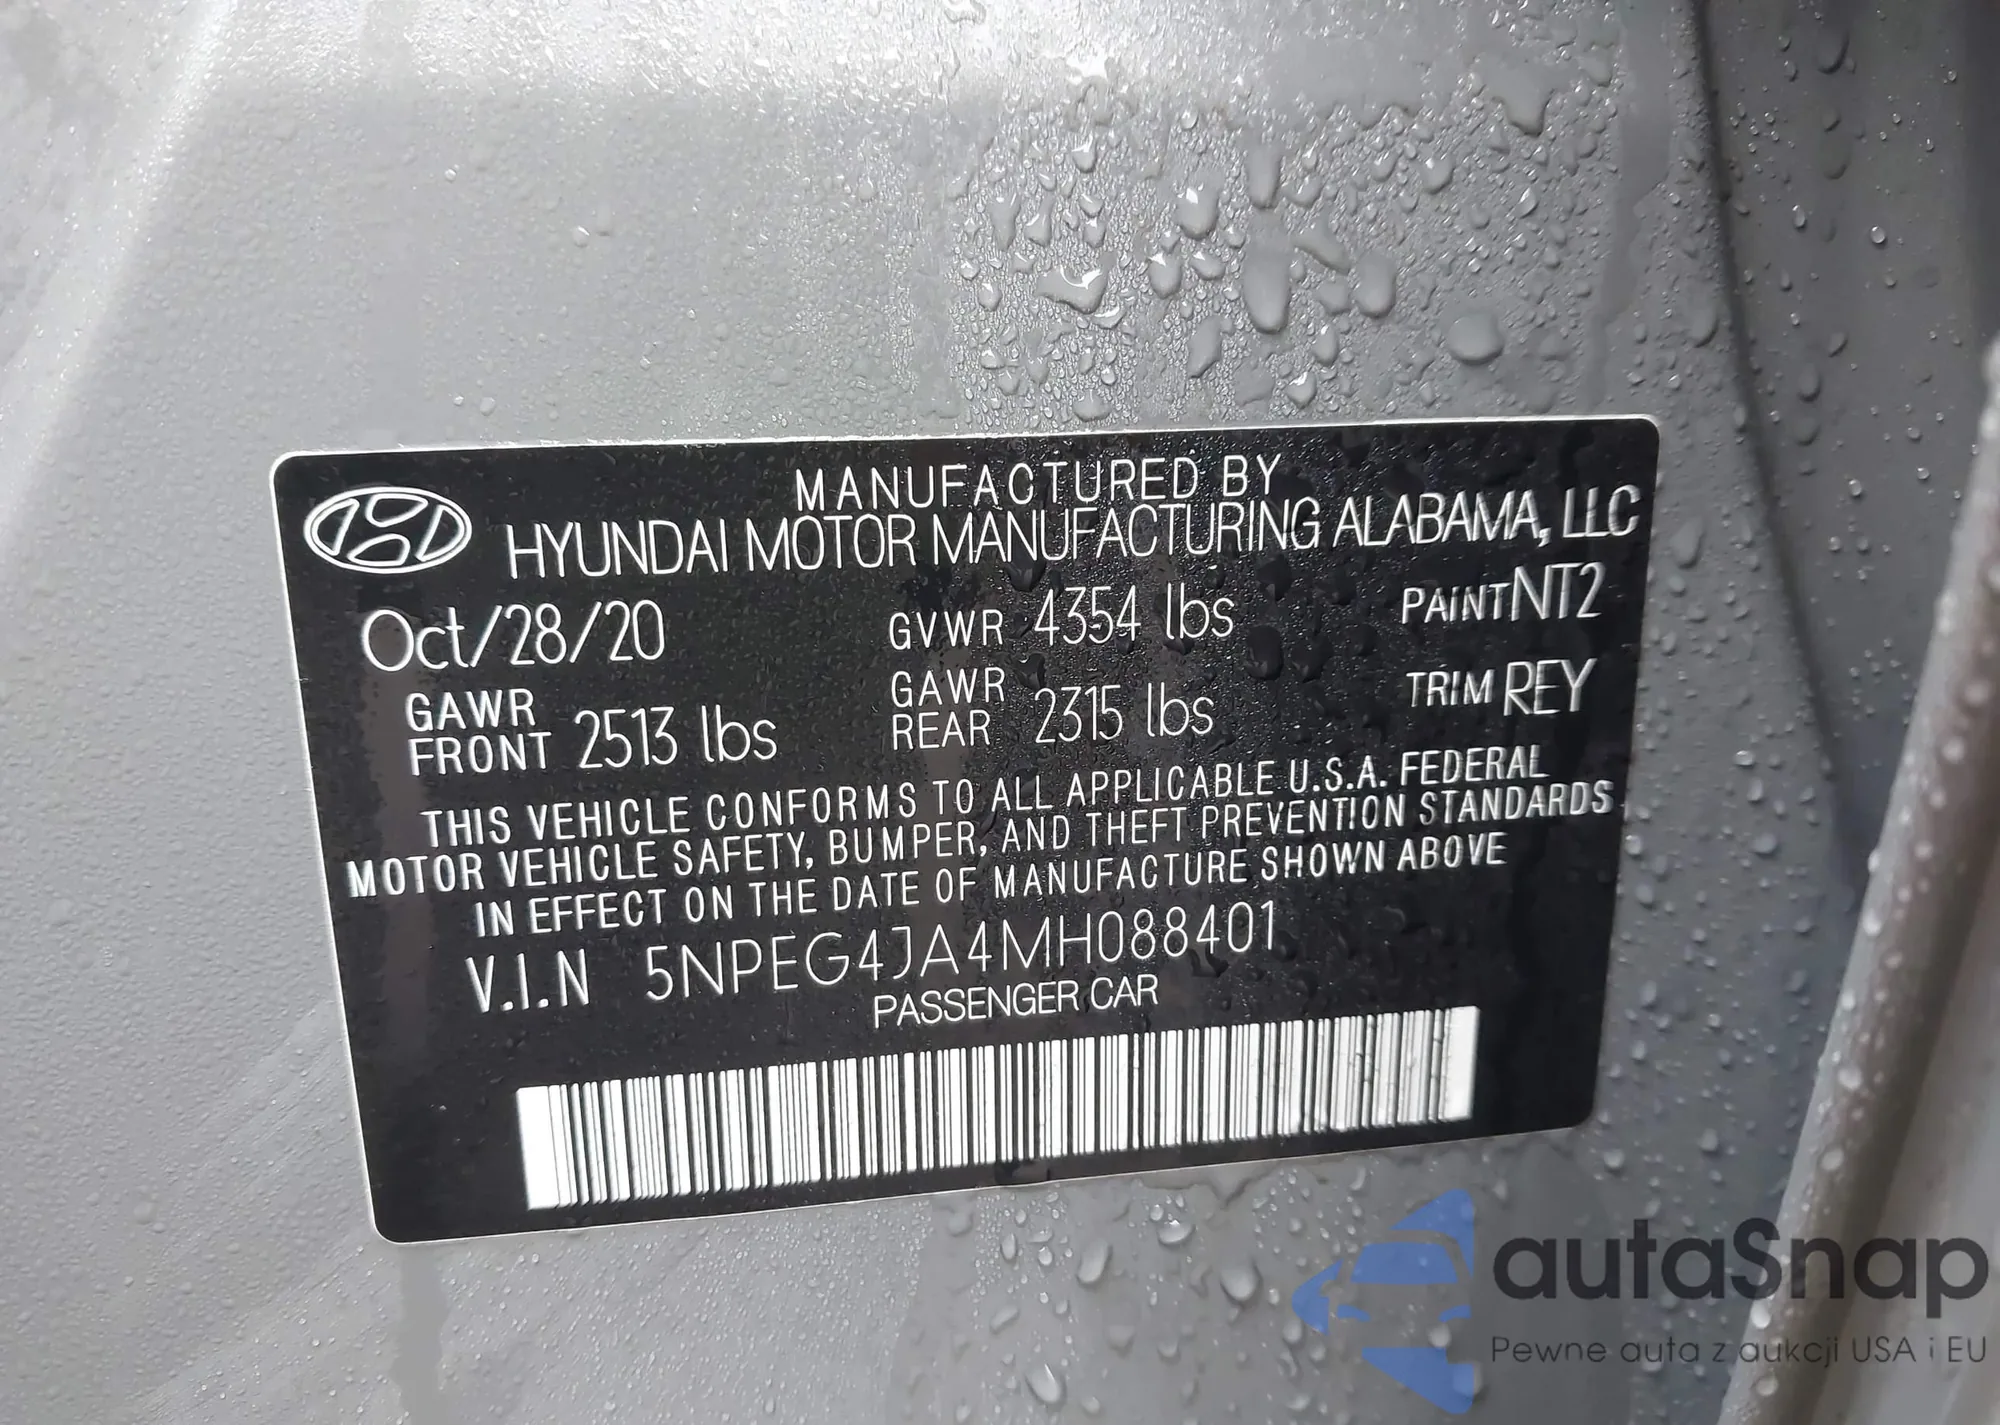 MANUFACTURED BY
HYUNDAI MOTOR MANUFACTURING ALABAMA, LLC
Oct/28/20 GVWR 4354 lbs PAINT NT2
GAWR FRONT 2513 lbs GAWR REAR 2315 lbs TRIM REY
THIS VEHICLE CONFORMS TO ALL APPLICABLE U.S.A. FEDERAL
MOTOR VEHICLE SAFETY, BUMPER, AND THEFT PREVENTION STANDARDS
IN EFFECT ON THE DATE OF MANUFACTURE SHOWN ABOVE
V.I.N 5NPEG4JA4MH088401
PASSENGER CAR
autaSnap
Pewne auta z aukcji USA i EU